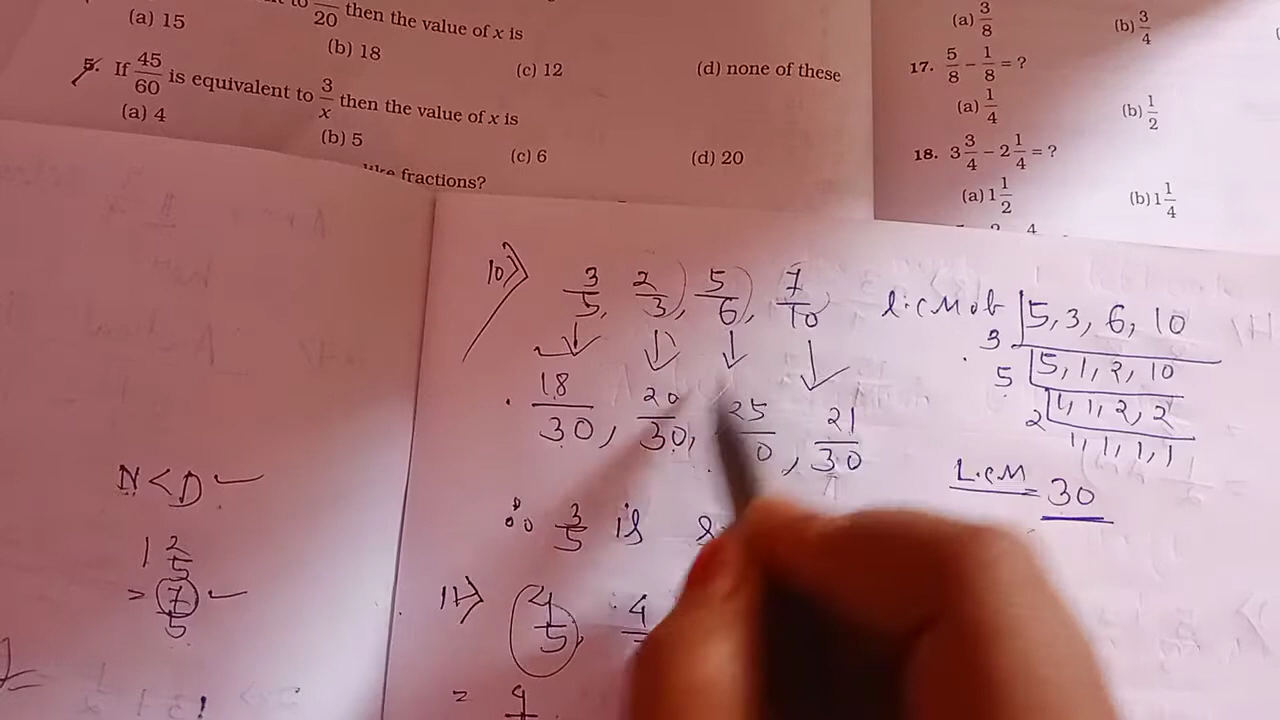 20 then the value of x is
(a) 15 (b) 18 (c) 12 (d) none of these
5. If 45/60 is equivalent to 3/x then the value of x is
(a) 4 (b) 5 (c) 6 (d) 20
fractions?
(a) 3/8 (b) 3/4
17. 5/8 - 1/8 = ?
(a) 1/4 (b) 1/2
18. 3 3/4 - 2 1/4 = ?
(a) 1 1/2 (b) 1 1/4
10) 3/5, 2/3, 5/6, 7/10
18/30, 20/30, 25/ 0, 21/30
∴ 3/5 is
11) 4/5, 4
= 4
L.CM of 5, 3, 6, 10
3
5 5, 1, 2, 10
2 1, 1, 2, 2
1, 1, 1, 1
L.CM = 30
N < D
1 2/5
= 7/5